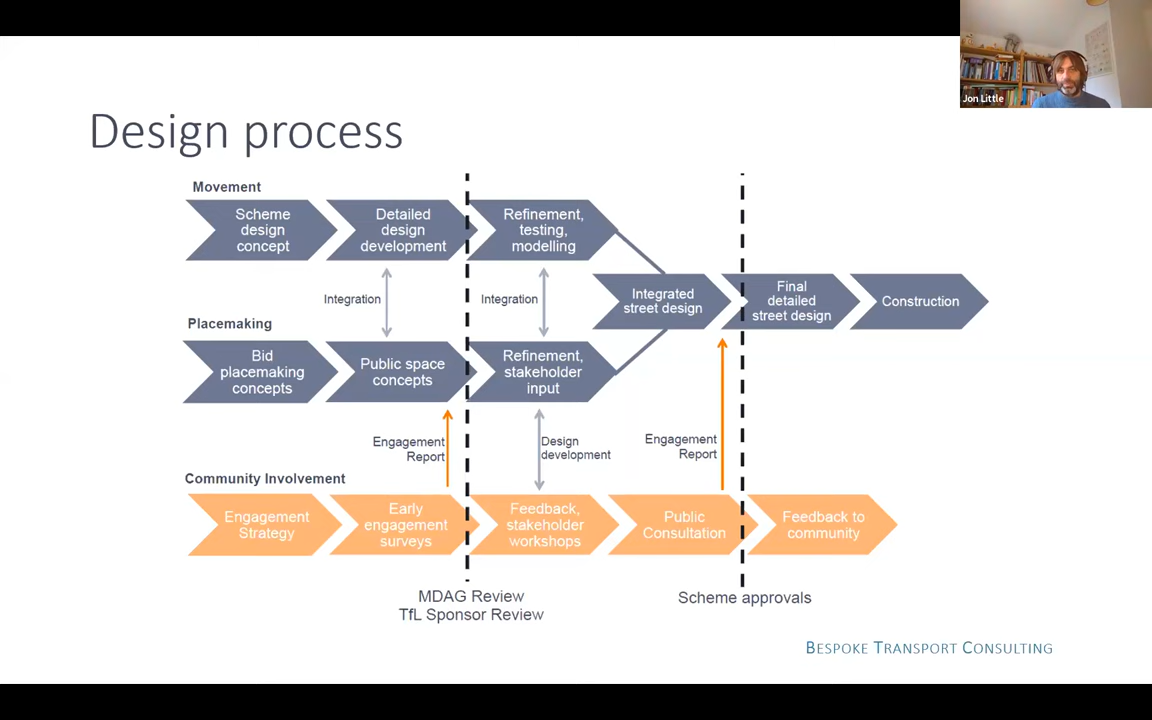 Jon Little
Design process
Movement
Scheme
design
concept
Detailed
design
development
Refinement,
testing,
modelling
Integration
Integration
Integrated
street design
Final
detailed
street design
Construction
Placemaking
Bid
placemaking
concepts
Public space
concepts
Refinement,
stakeholder
input
Engagement
Report
Design
development
Engagement
Report
Community Involvement
Engagement
Strategy
Early
engagement
surveys
Feedback,
stakeholder
workshops
Public
Consultation
Feedback to
community
MDAG Review
TfL Sponsor Review
Scheme approvals
BESPOKE TRANSPORT CONSULTING